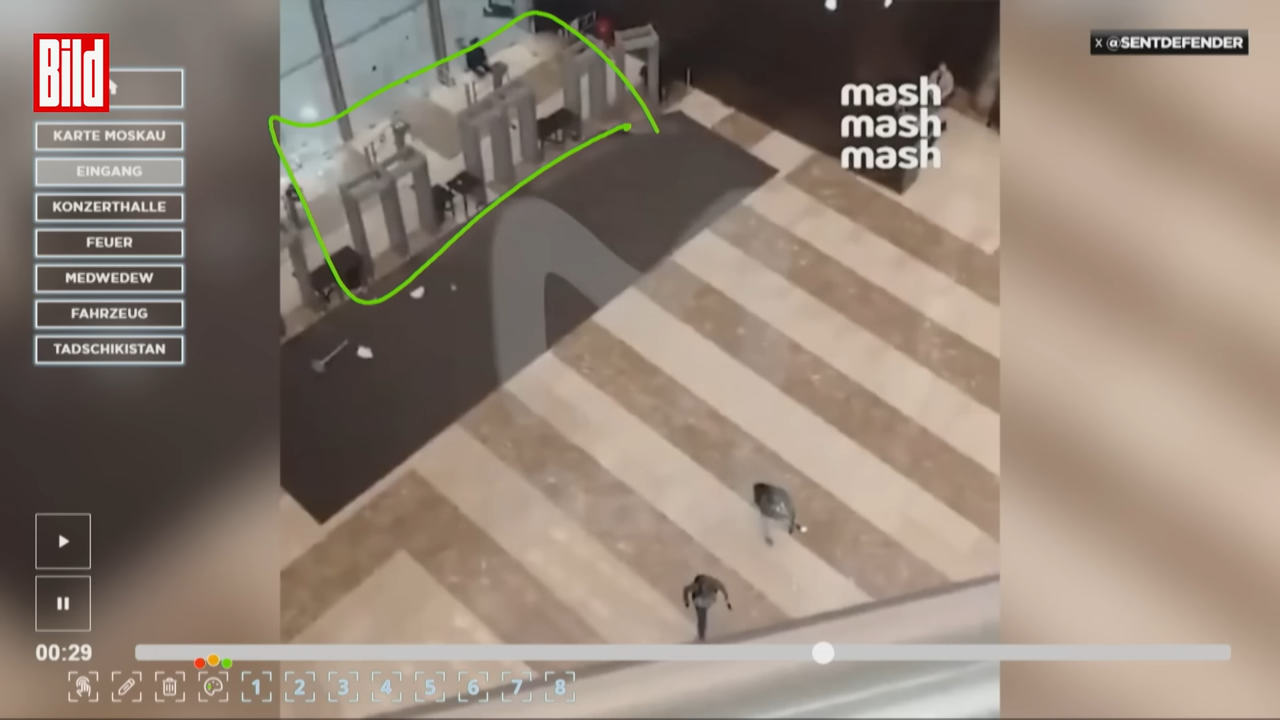 Bild
X @SENTDEFENDER
mash
mash
mash
KARTE MOSKAU
EINGANG
KONZERTHALLE
FEUER
MEDWEDEW
FAHRZEUG
TADSCHIKISTAN
00:29
1 2 3 4 5 6 7 8